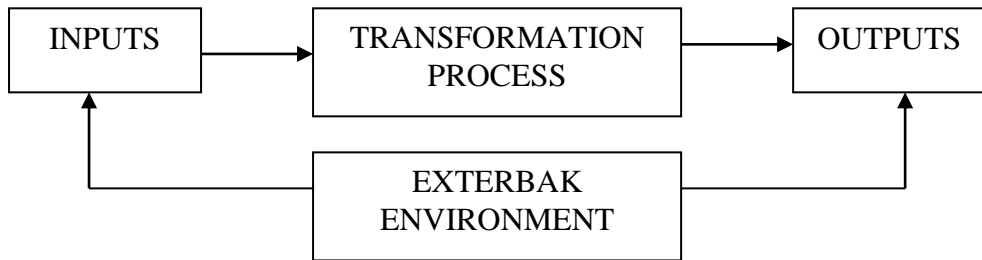 INPUTS
TRANSFORMATION
PROCESS
OUTPUTS
EXTERBAK
ENVIRONMENT